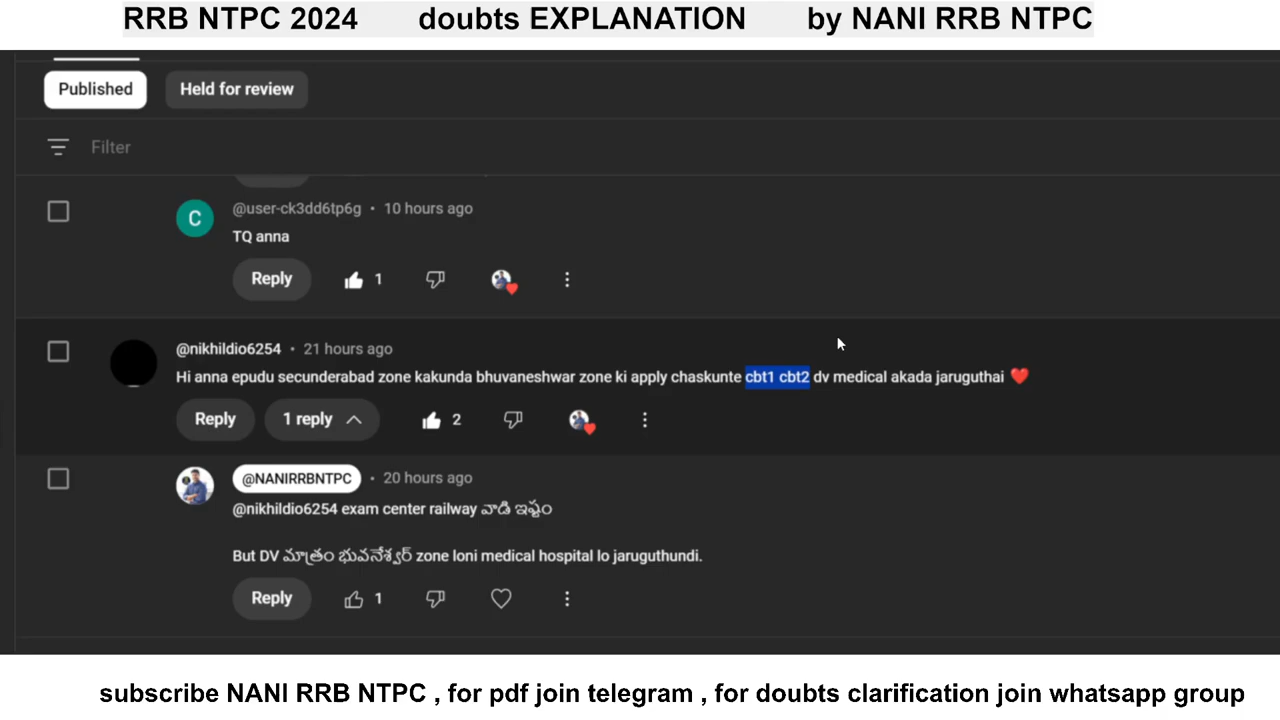 RRB NTPC 2024 doubts EXPLANATION by NANI RRB NTPC
Published Held for review
Filter
C
@user-ck3dd6tp6g • 10 hours ago
TQ anna
Reply 1
@nikhildio6254 • 21 hours ago
Hi anna epudu secunderabad zone kakunda bhuvaneshwar zone ki apply chaskunte cbt1 cbt2 dv medical akada jaruguthai ❤️
Reply 1 reply 2
@NANIRRBNTPC • 20 hours ago
@nikhildio6254 exam center railway వాడి ఇష్టం
But DV మాత్రం భువనేశ్వర్ zone loni medical hospital lo jaruguthundi.
Reply 1
subscribe NANI RRB NTPC , for pdf join telegram , for doubts clarification join whatsapp group